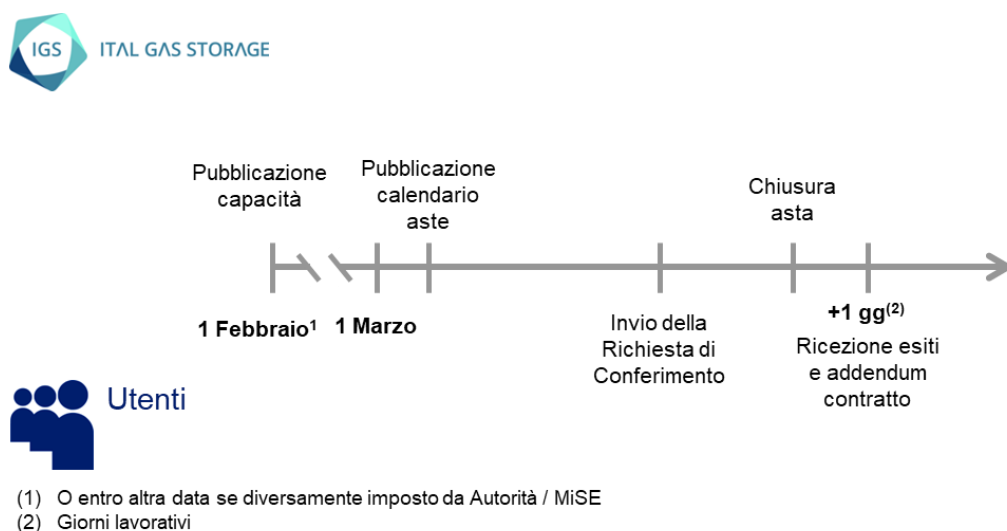 IGS ITAL GAS STORAGE
Pubblicazione
capacità
Pubblicazione
calendario
aste
Chiusura
asta
1 Febbraio¹
1 Marzo
Invio della
Richiesta di
Conferimento
+1 gg⁽²⁾
Ricezione esiti
e addendum
contratto
Utenti
(1) O entro altra data se diversamente imposto da Autorità / MiSE
(2) Giorni lavorativi